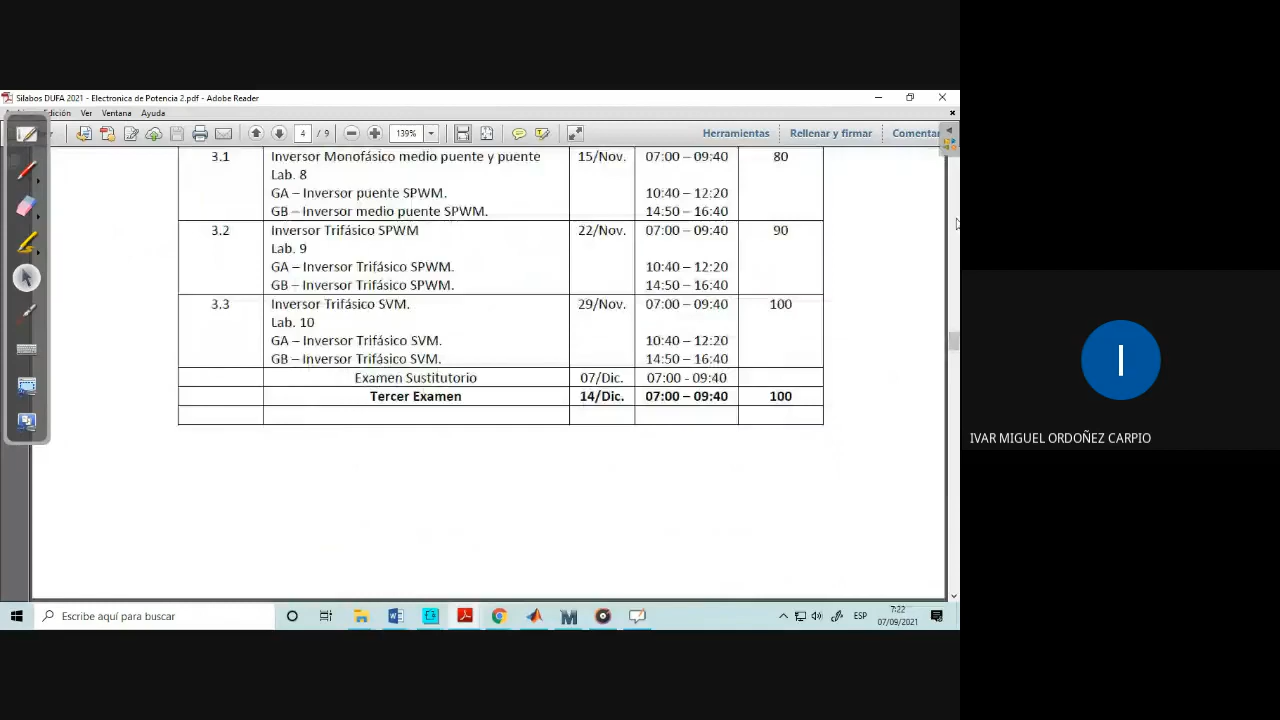 Silabos DUFA 2021 - Electronica de Potencia 2.pdf - Adobe Reader
Edición Ver Ventana Ayuda
4 / 9 139% Herramientas Rellenar y firmar Comentar
3.1 Inversor Monofásico medio puente y puente 15/Nov. 07:00 – 09:40 80
Lab. 8
GA – Inversor puente SPWM. 10:40 – 12:20
GB – Inversor medio puente SPWM. 14:50 – 16:40
3.2 Inversor Trifásico SPWM 22/Nov. 07:00 – 09:40 90
Lab. 9
GA – Inversor Trifásico SPWM. 10:40 – 12:20
GB – Inversor Trifásico SPWM. 14:50 – 16:40
3.3 Inversor Trifásico SVM. 29/Nov. 07:00 – 09:40 100
Lab. 10
GA – Inversor Trifásico SVM. 10:40 – 12:20
GB – Inversor Trifásico SVM. 14:50 – 16:40
Examen Sustitutorio 07/Dic. 07:00 - 09:40
Tercer Examen 14/Dic. 07:00 – 09:40 100
I
IVAR MIGUEL ORDOÑEZ CARPIO
Escribe aquí para buscar
ESP
7:22
07/09/2021